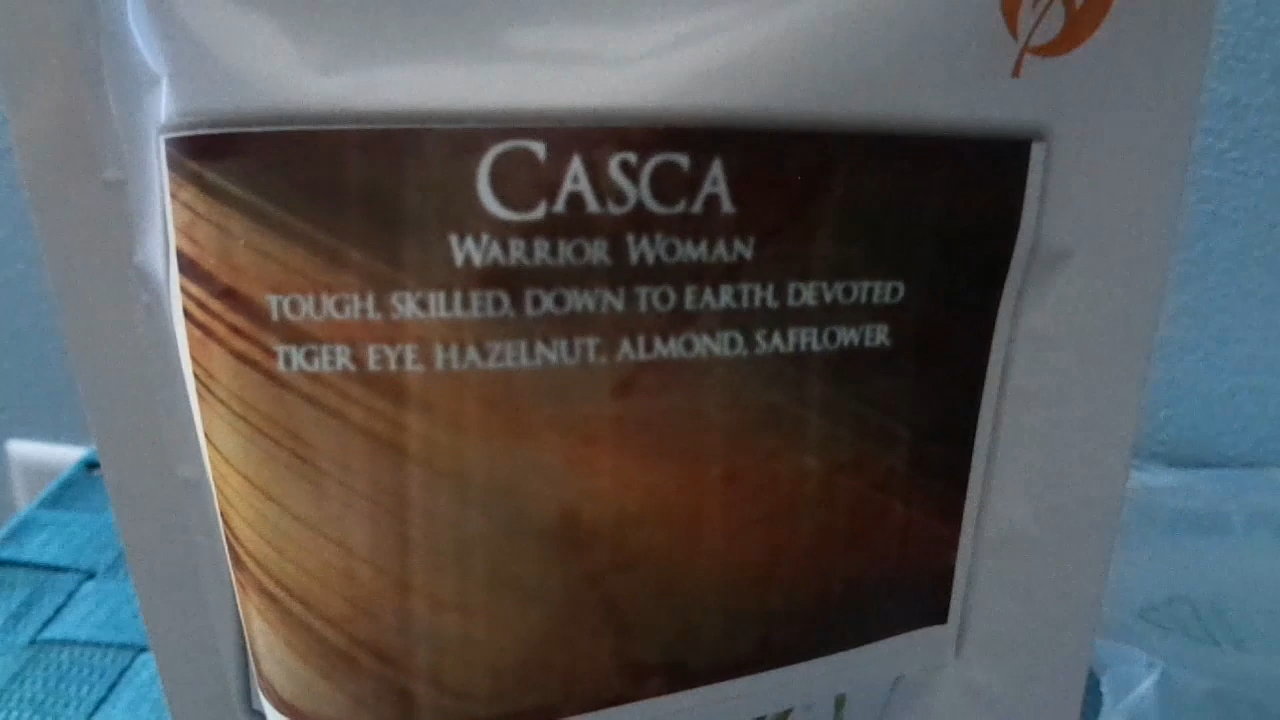 CASCA
WARRIOR WOMAN
TOUGH, SKILLED, DOWN TO EARTH, DEVOTED
TIGER EYE, HAZELNUT, ALMOND, SAFFLOWER